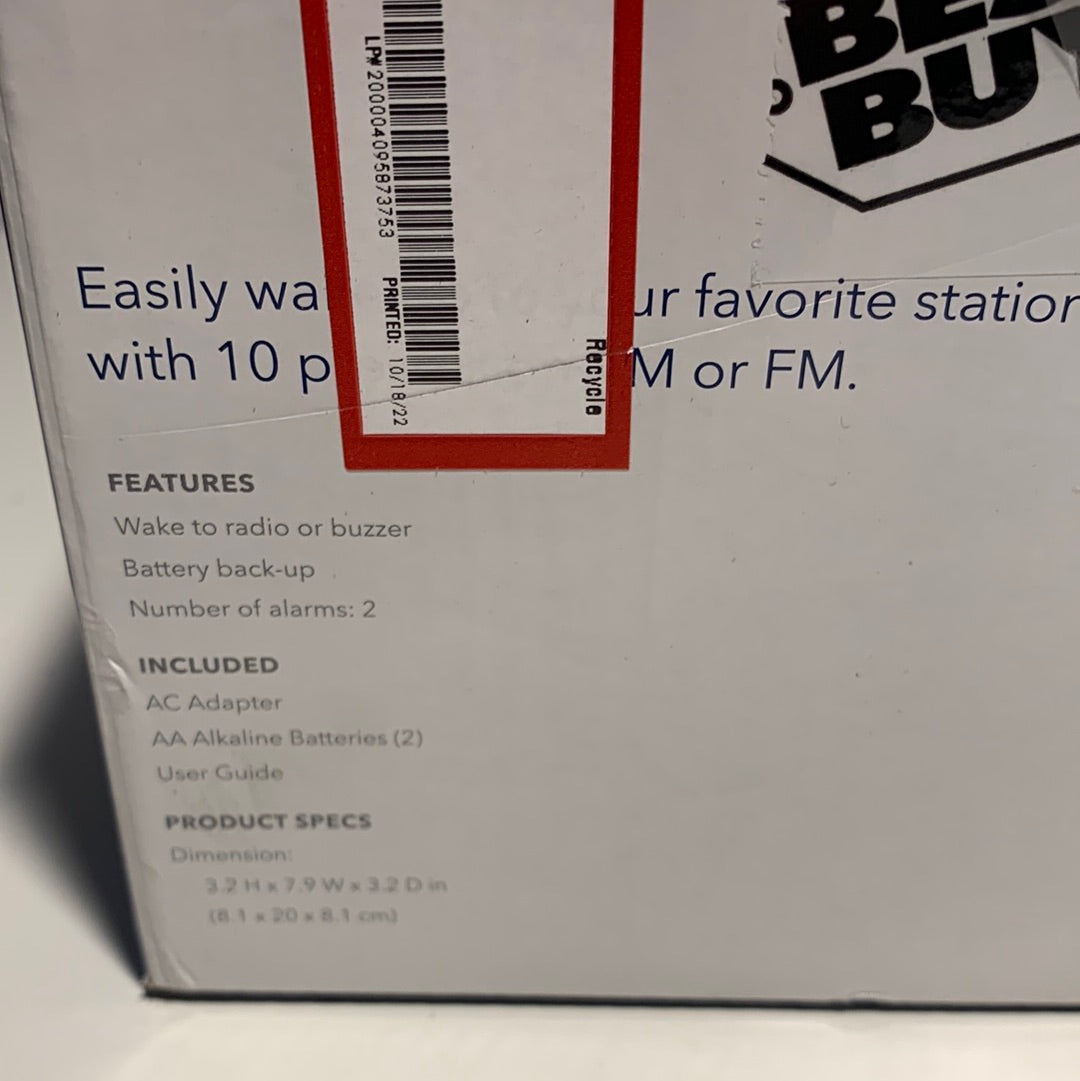 BE
BU
LPN 200004095873753 PRINTED: 10/18/22
Recycle
Easily wa ur favorite station
with 10 p M or FM.
FEATURES
Wake to radio or buzzer
Battery back-up
Number of alarms: 2
INCLUDED
AC Adapter
AA Alkaline Batteries (2)
User Guide
PRODUCT SPECS
Dimension:
3.2 H x 7.9 W x 3.2 D in
(8.1 x 20 x 8.1 cm)